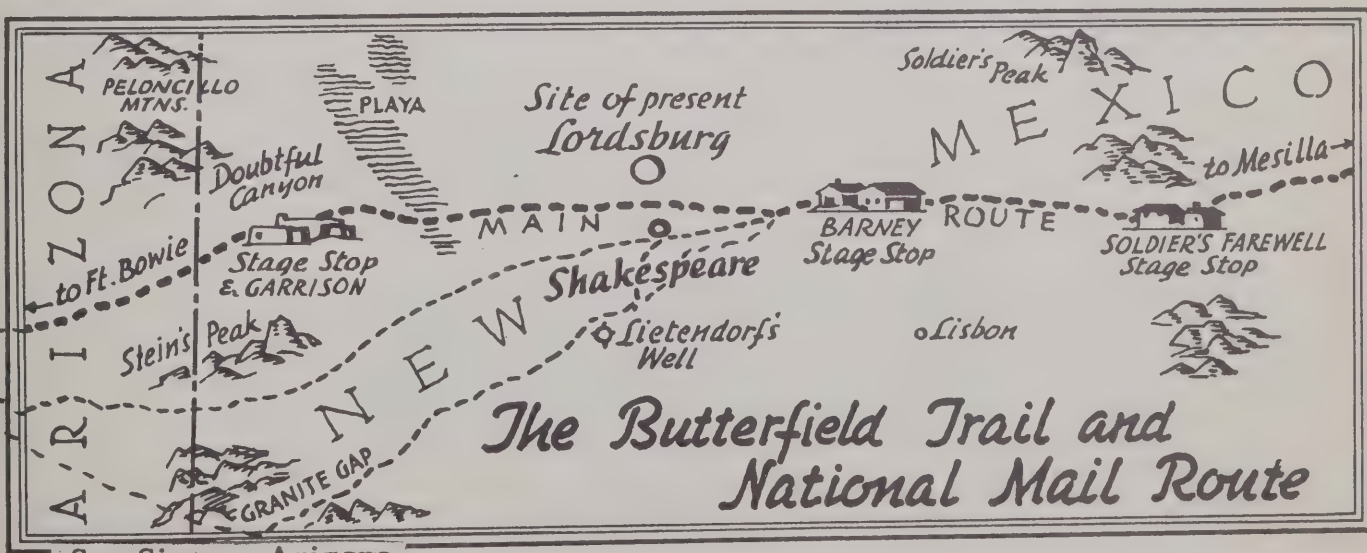 ARIZONA
PELONCILLO
MTNS.
Doubtful
Canyon
PLAYA
Site of present
Lordsburg
Soldier's
Peak
NEW MEXICO
to Mesilla
to Ft. Bowie
Stage Stop
& GARRISON
MAIN ROUTE
Shakespeare
BARNEY
Stage Stop
SOLDIER'S FAREWELL
Stage Stop
Stein's Peak
Lietendorf's
Well
Lisbon
GRANITE GAP
The Butterfield Trail and
National Mail Route